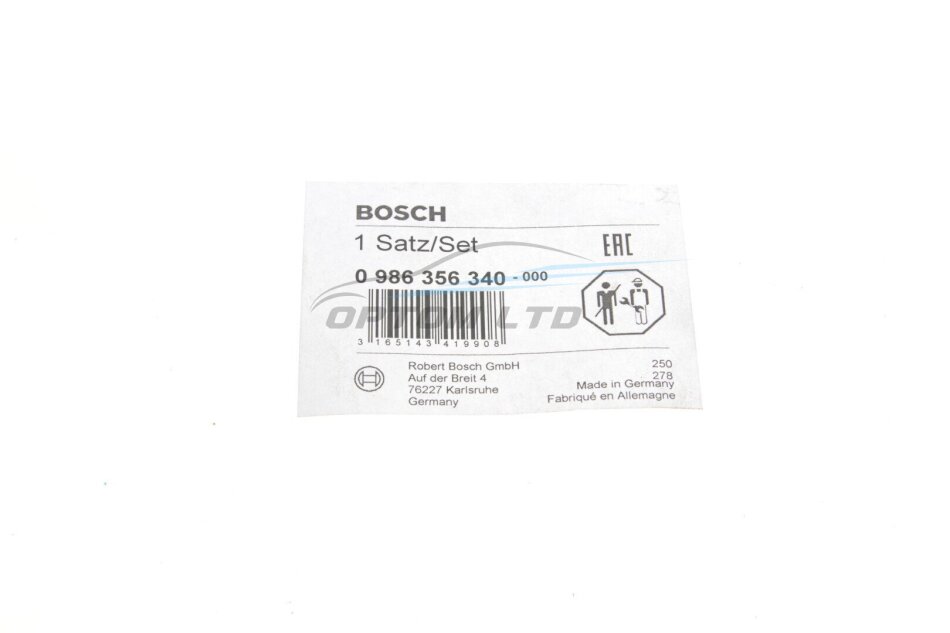 BOSCH
1 Satz/Set
EAC
0 986 356 340 - 000
OPTOM LTD
3 165143 419908
Robert Bosch GmbH
Auf der Breit 4
76227 Karlsruhe
Germany
250
278
Made in Germany
Fabriqué en Allemagne